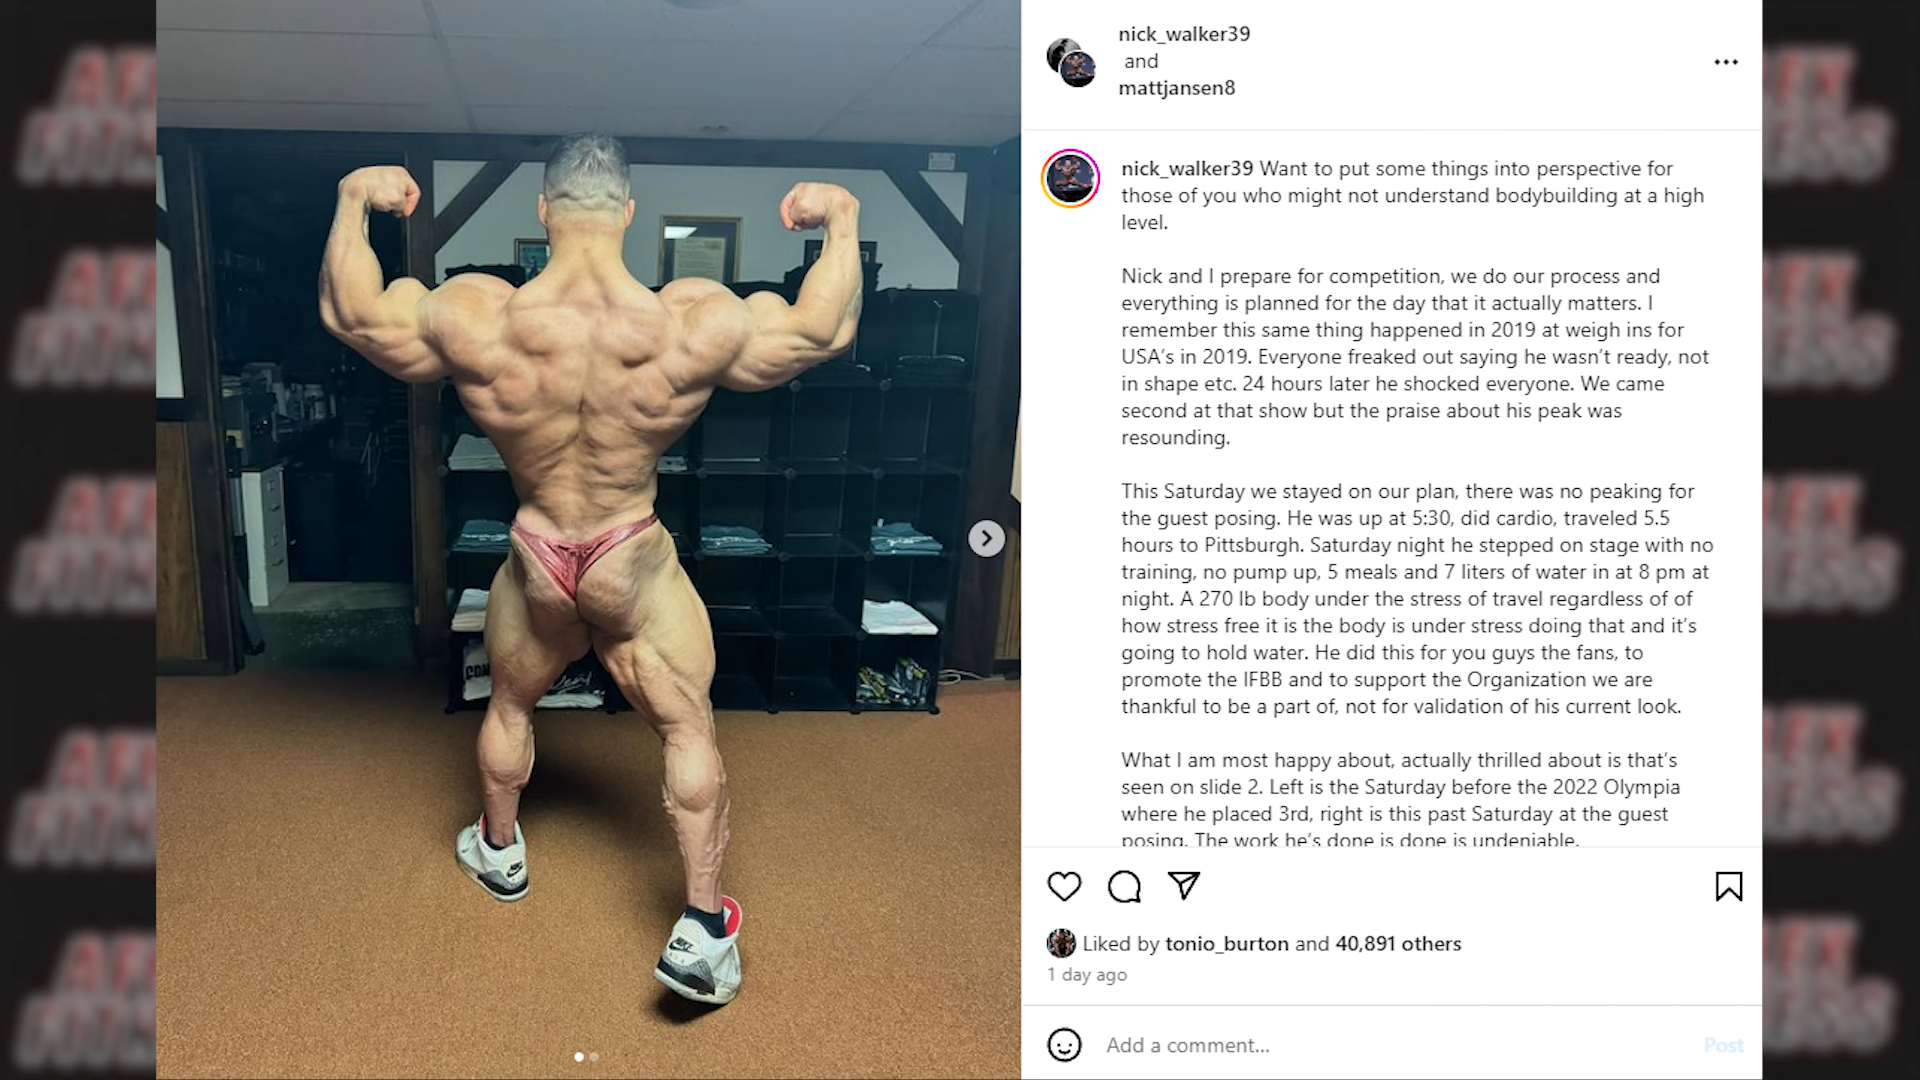 nick_walker39
and
mattjansen8
nick_walker39 Want to put some things into perspective for
those of you who might not understand bodybuilding at a high
level.
Nick and I prepare for competition, we do our process and
everything is planned for the day that it actually matters. I
remember this same thing happened in 2019 at weigh ins for
USA’s in 2019. Everyone freaked out saying he wasn’t ready, not
in shape etc. 24 hours later he shocked everyone. We came
second at that show but the praise about his peak was
resounding.
This Saturday we stayed on our plan, there was no peaking for
the guest posing. He was up at 5:30, did cardio, traveled 5.5
hours to Pittsburgh. Saturday night he stepped on stage with no
training, no pump up, 5 meals and 7 liters of water in at 8 pm at
night. A 270 lb body under the stress of travel regardless of of
how stress free it is the body is under stress doing that and it’s
going to hold water. He did this for you guys the fans, to
promote the IFBB and to support the Organization we are
thankful to be a part of, not for validation of his current look.
What I am most happy about, actually thrilled about is that’s
seen on slide 2. Left is the Saturday before the 2022 Olympia
where he placed 3rd, right is this past Saturday at the guest
posing. The work he’s done is done is undeniable.
Liked by tonio_burton and 40,891 others
1 day ago
Add a comment...
Post